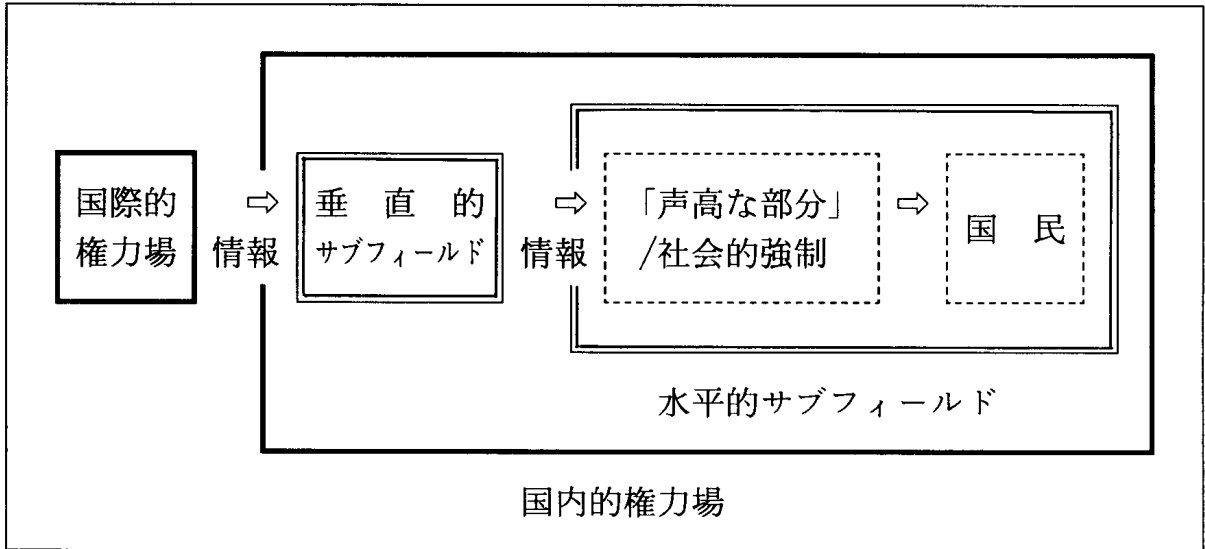 国際的
権力場
⇨
情報
垂直的
サブフィールド
⇨
情報
「声高な部分」
/社会的強制
⇨
国民
水平的サブフィールド
国内的権力場